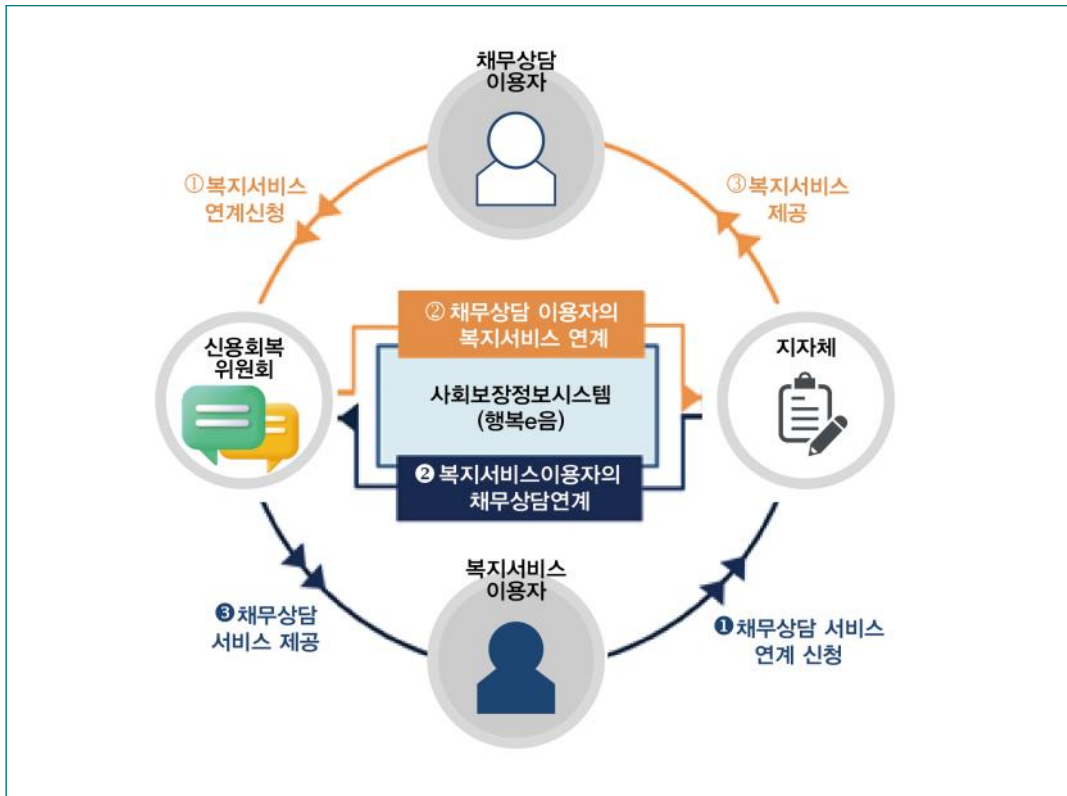 채무상담
이용자
①복지서비스
연계신청
③복지서비스
제공
②채무상담 이용자의
복지서비스 연계
신용회복
위원회
지자체
사회보장정보시스템
(행복e음)
❷복지서비스이용자의
채무상담연계
복지서비스
이용자
❸채무상담
서비스 제공
❶채무상담 서비스
연계 신청